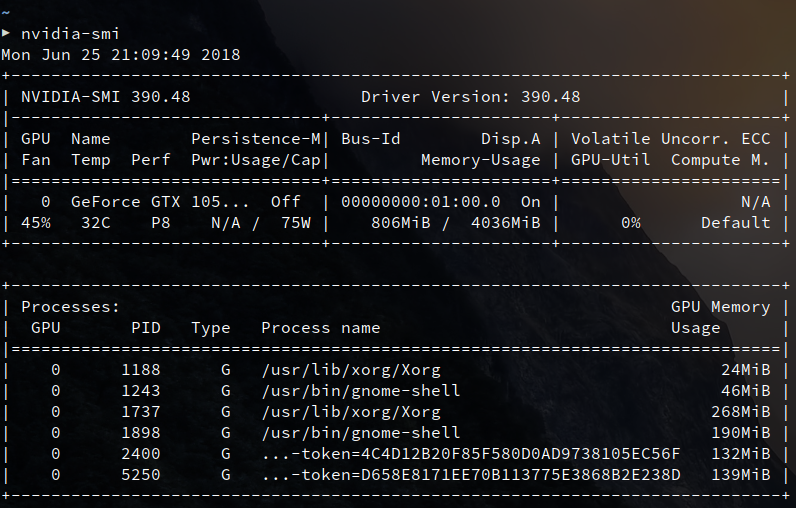 ~
▶ nvidia-smi
Mon Jun 25 21:09:49 2018
+-----------------------------------------------------------------------------+
| NVIDIA-SMI 390.48                 Driver Version: 390.48                    |
|-------------------------------+----------------------+----------------------+
| GPU  Name        Persistence-M| Bus-Id        Disp.A | Volatile Uncorr. ECC |
| Fan  Temp  Perf  Pwr:Usage/Cap|         Memory-Usage | GPU-Util  Compute M. |
|===============================+======================+======================|
|   0  GeForce GTX 105...  Off  | 00000000:01:00.0  On |                  N/A |
| 45%   32C    P8    N/A /  75W |    806MiB /  4036MiB |      0%      Default |
+-------------------------------+----------------------+----------------------+

+-----------------------------------------------------------------------------+
| Processes:                                                       GPU Memory |
|  GPU       PID   Type   Process name                             Usage      |
|=============================================================================|
|    0      1188      G   /usr/lib/xorg/Xorg                            24MiB |
|    0      1243      G   /usr/bin/gnome-shell                          46MiB |
|    0      1737      G   /usr/lib/xorg/Xorg                           268MiB |
|    0      1898      G   /usr/bin/gnome-shell                         190MiB |
|    0      2400      G   ...-token=4C4D12B20F85F580D0AD9738105EC56F   132MiB |
|    0      5250      G   ...-token=D658E8171EE70B113775E3868B2E238D   139MiB |
+-----------------------------------------------------------------------------+